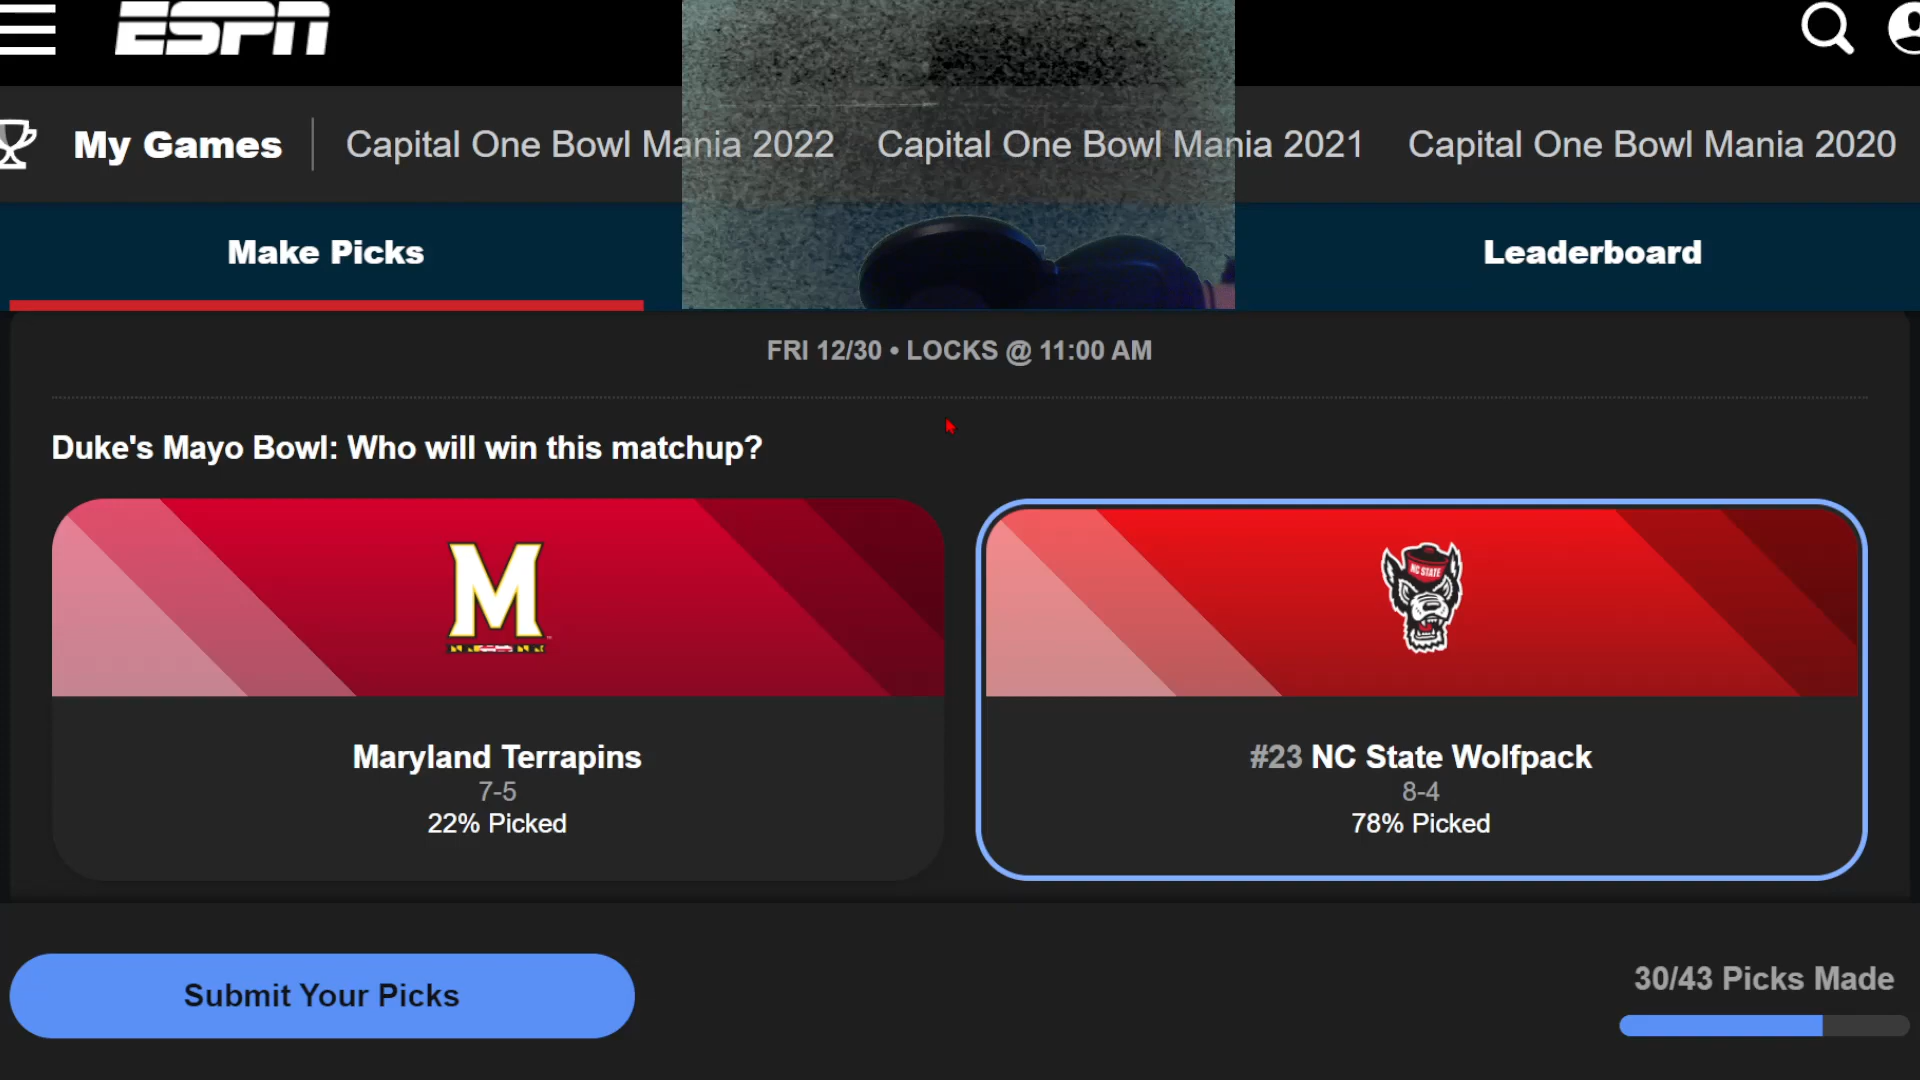 ESPN
My Games
Capital One Bowl Mania 2022
Capital One Bowl Mania 2021
Capital One Bowl Mania 2020
Make Picks
Leaderboard
FRI 12/30 • LOCKS @ 11:00 AM
Duke's Mayo Bowl: Who will win this matchup?
M
NC STATE
Maryland Terrapins
7-5
22% Picked
#23 NC State Wolfpack
8-4
78% Picked
Submit Your Picks
30/43 Picks Made